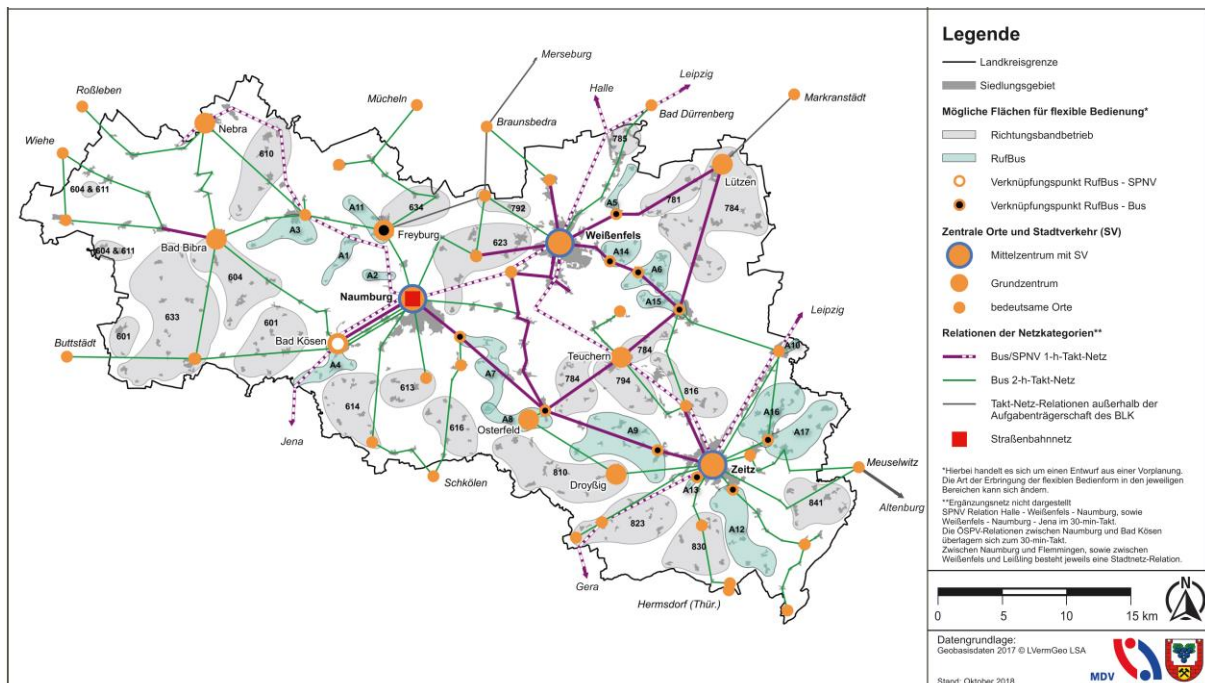 Merseburg
Roßleben
Mücheln
Halle
Leipzig
Braunsbedra
Bad Dürrenberg
Markranstädt
Nebra
785
Wiehe
610
Lützen
604 & 611
A11
634
792
A5
781
784
A3
Freyburg
623
Weißenfels
604 & 611
Bad Bibra
A1
A14
A6
604
A2
A15
Naumburg
633
601
Leipzig
601
Bad Kösen
Buttstädt
A4
784
A10
Teuchern
A7
784
794
816
613
614
A16
Jena
616
A8
Osterfeld
A9
A17
810
Zeitz
Meuselwitz
Schkölen
Droyßig
A13
841
Altenburg
823
A12
830
Gera
Hermsdorf (Thür.)
Legende
Landkreisgrenze
Siedlungsgebiet
Mögliche Flächen für flexible Bedienung*
Richtungsbandbetrieb
RufBus
Verknüpfungspunkt RufBus - SPNV
Verknüpfungspunkt RufBus - Bus
Zentrale Orte und Stadtverkehr (SV)
Mittelzentrum mit SV
Grundzentrum
bedeutsame Orte
Relationen der Netzkategorien**
Bus/SPNV 1-h-Takt-Netz
Bus 2-h-Takt-Netz
Takt-Netz-Relationen außerhalb der
Aufgabenträgerschaft des BLK
Straßenbahnnetz
*Hierbei handelt es sich um einen Entwurf aus einer Vorplanung.
Die Art der Erbringung der flexiblen Bedienform in den jeweiligen
Bereichen kann sich ändern.
**Ergänzungsnetz nicht dargestellt
SPNV Relation Halle - Weißenfels - Naumburg, sowie
Weißenfels - Naumburg - Jena im 30-min-Takt.
Die ÖSPV-Relationen zwischen Naumburg und Bad Kösen
überlagern sich zum 30-min-Takt.
Zwischen Naumburg und Flemmingen, sowie zwischen
Weißenfels und Leißling besteht jeweils eine Stadtnetz-Relation.
N
0 5 10 15 km
Datengrundlage:
Geobasisdaten 2017 © LVermGeo LSA
MDV
Stand: Oktober 2018